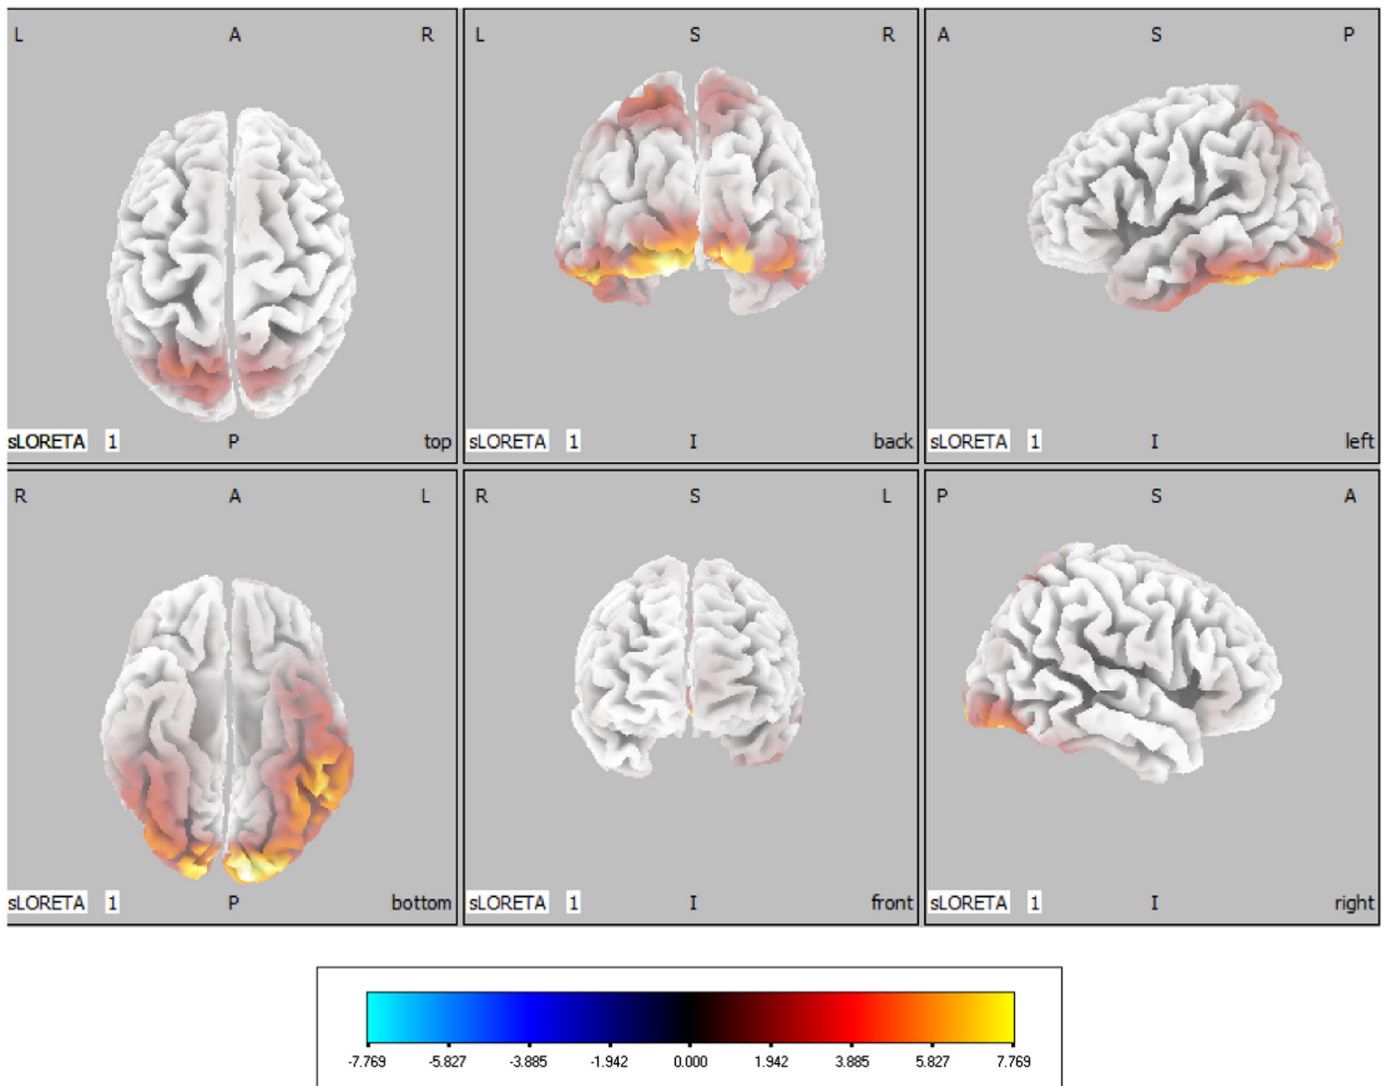 L A R L S R A S P
sLORETA 1 P top sLORETA 1 I back sLORETA 1 I left
R A L R S L P S A
sLORETA 1 P bottom sLORETA 1 I front sLORETA 1 I right
-7.769 -5.827 -3.885 -1.942 0.000 1.942 3.885 5.827 7.769